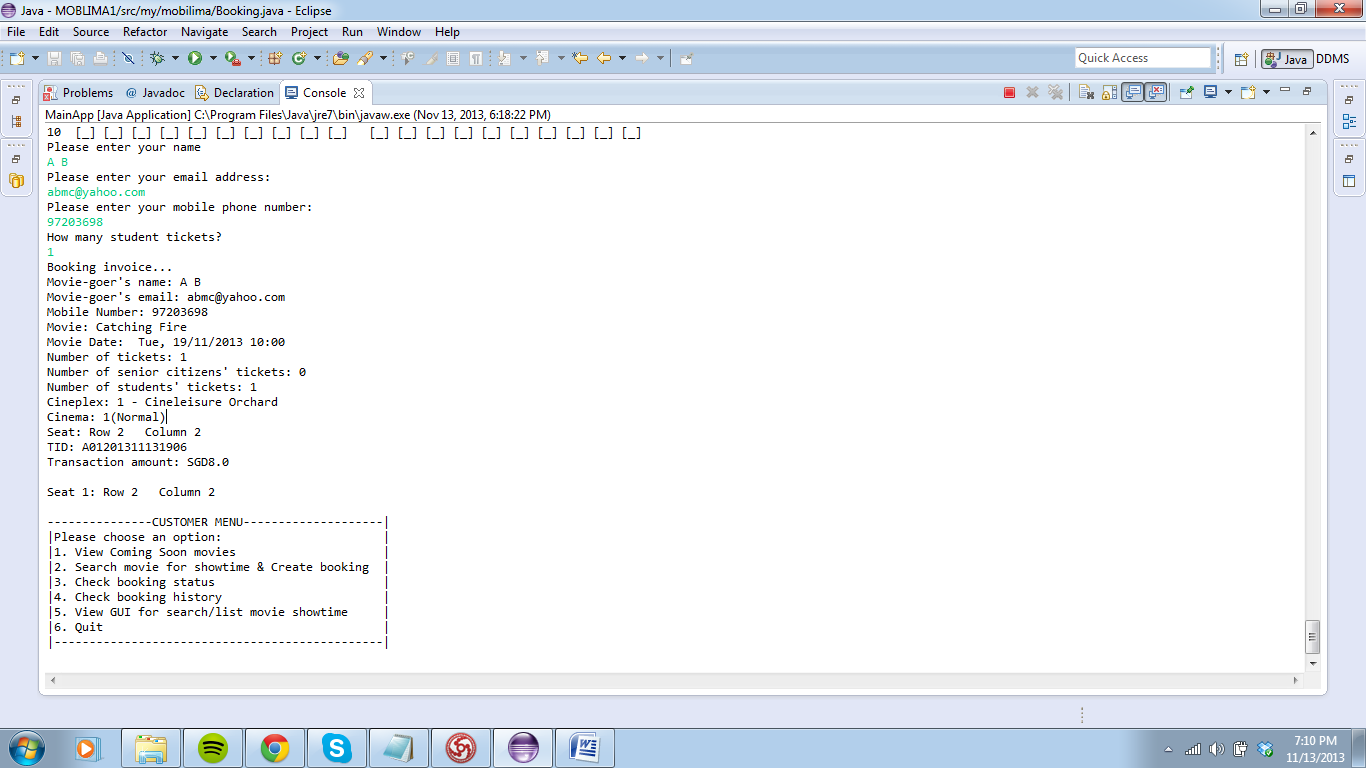 Java - MOBLIMA1/src/my/mobilima/Booking.java - Eclipse
File Edit Source Refactor Navigate Search Project Run Window Help
Quick Access
Java
DDMS
Problems @ Javadoc Declaration Console
MainApp [Java Application] C:\Program Files\Java\jre7\bin\javaw.exe (Nov 13, 2013, 6:18:22 PM)
10  [_] [_] [_] [_] [_] [_] [_] [_] [_] [_]   [_] [_] [_] [_] [_] [_] [_] [_] [_] [_]
Please enter your name
A B
Please enter your email address:
abmc@yahoo.com
Please enter your mobile phone number:
97203698
How many student tickets?
1
Booking invoice...
Movie-goer's name: A B
Movie-goer's email: abmc@yahoo.com
Mobile Number: 97203698
Movie: Catching Fire
Movie Date:  Tue, 19/11/2013 10:00
Number of tickets: 1
Number of senior citizens' tickets: 0
Number of students' tickets: 1
Cineplex: 1 - Cineleisure Orchard
Cinema: 1(Normal)
Seat: Row 2   Column 2
TID: A01201311131906
Transaction amount: SGD8.0
Seat 1: Row 2   Column 2
---------------CUSTOMER MENU--------------------|
|Please choose an option:                       |
|1. View Coming Soon movies                     |
|2. Search movie for showtime & Create booking  |
|3. Check booking status                        |
|4. Check booking history                       |
|5. View GUI for search/list movie showtime     |
|6. Quit                                        |
|-----------------------------------------------|
7:10 PM
11/13/2013